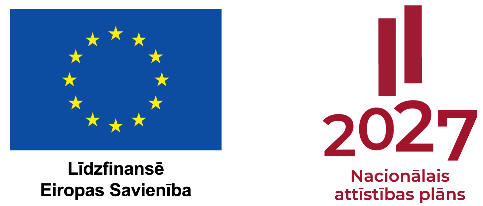 Līdzfinansē
Eiropas Savienība
2027
Nacionālais
attīstības plāns